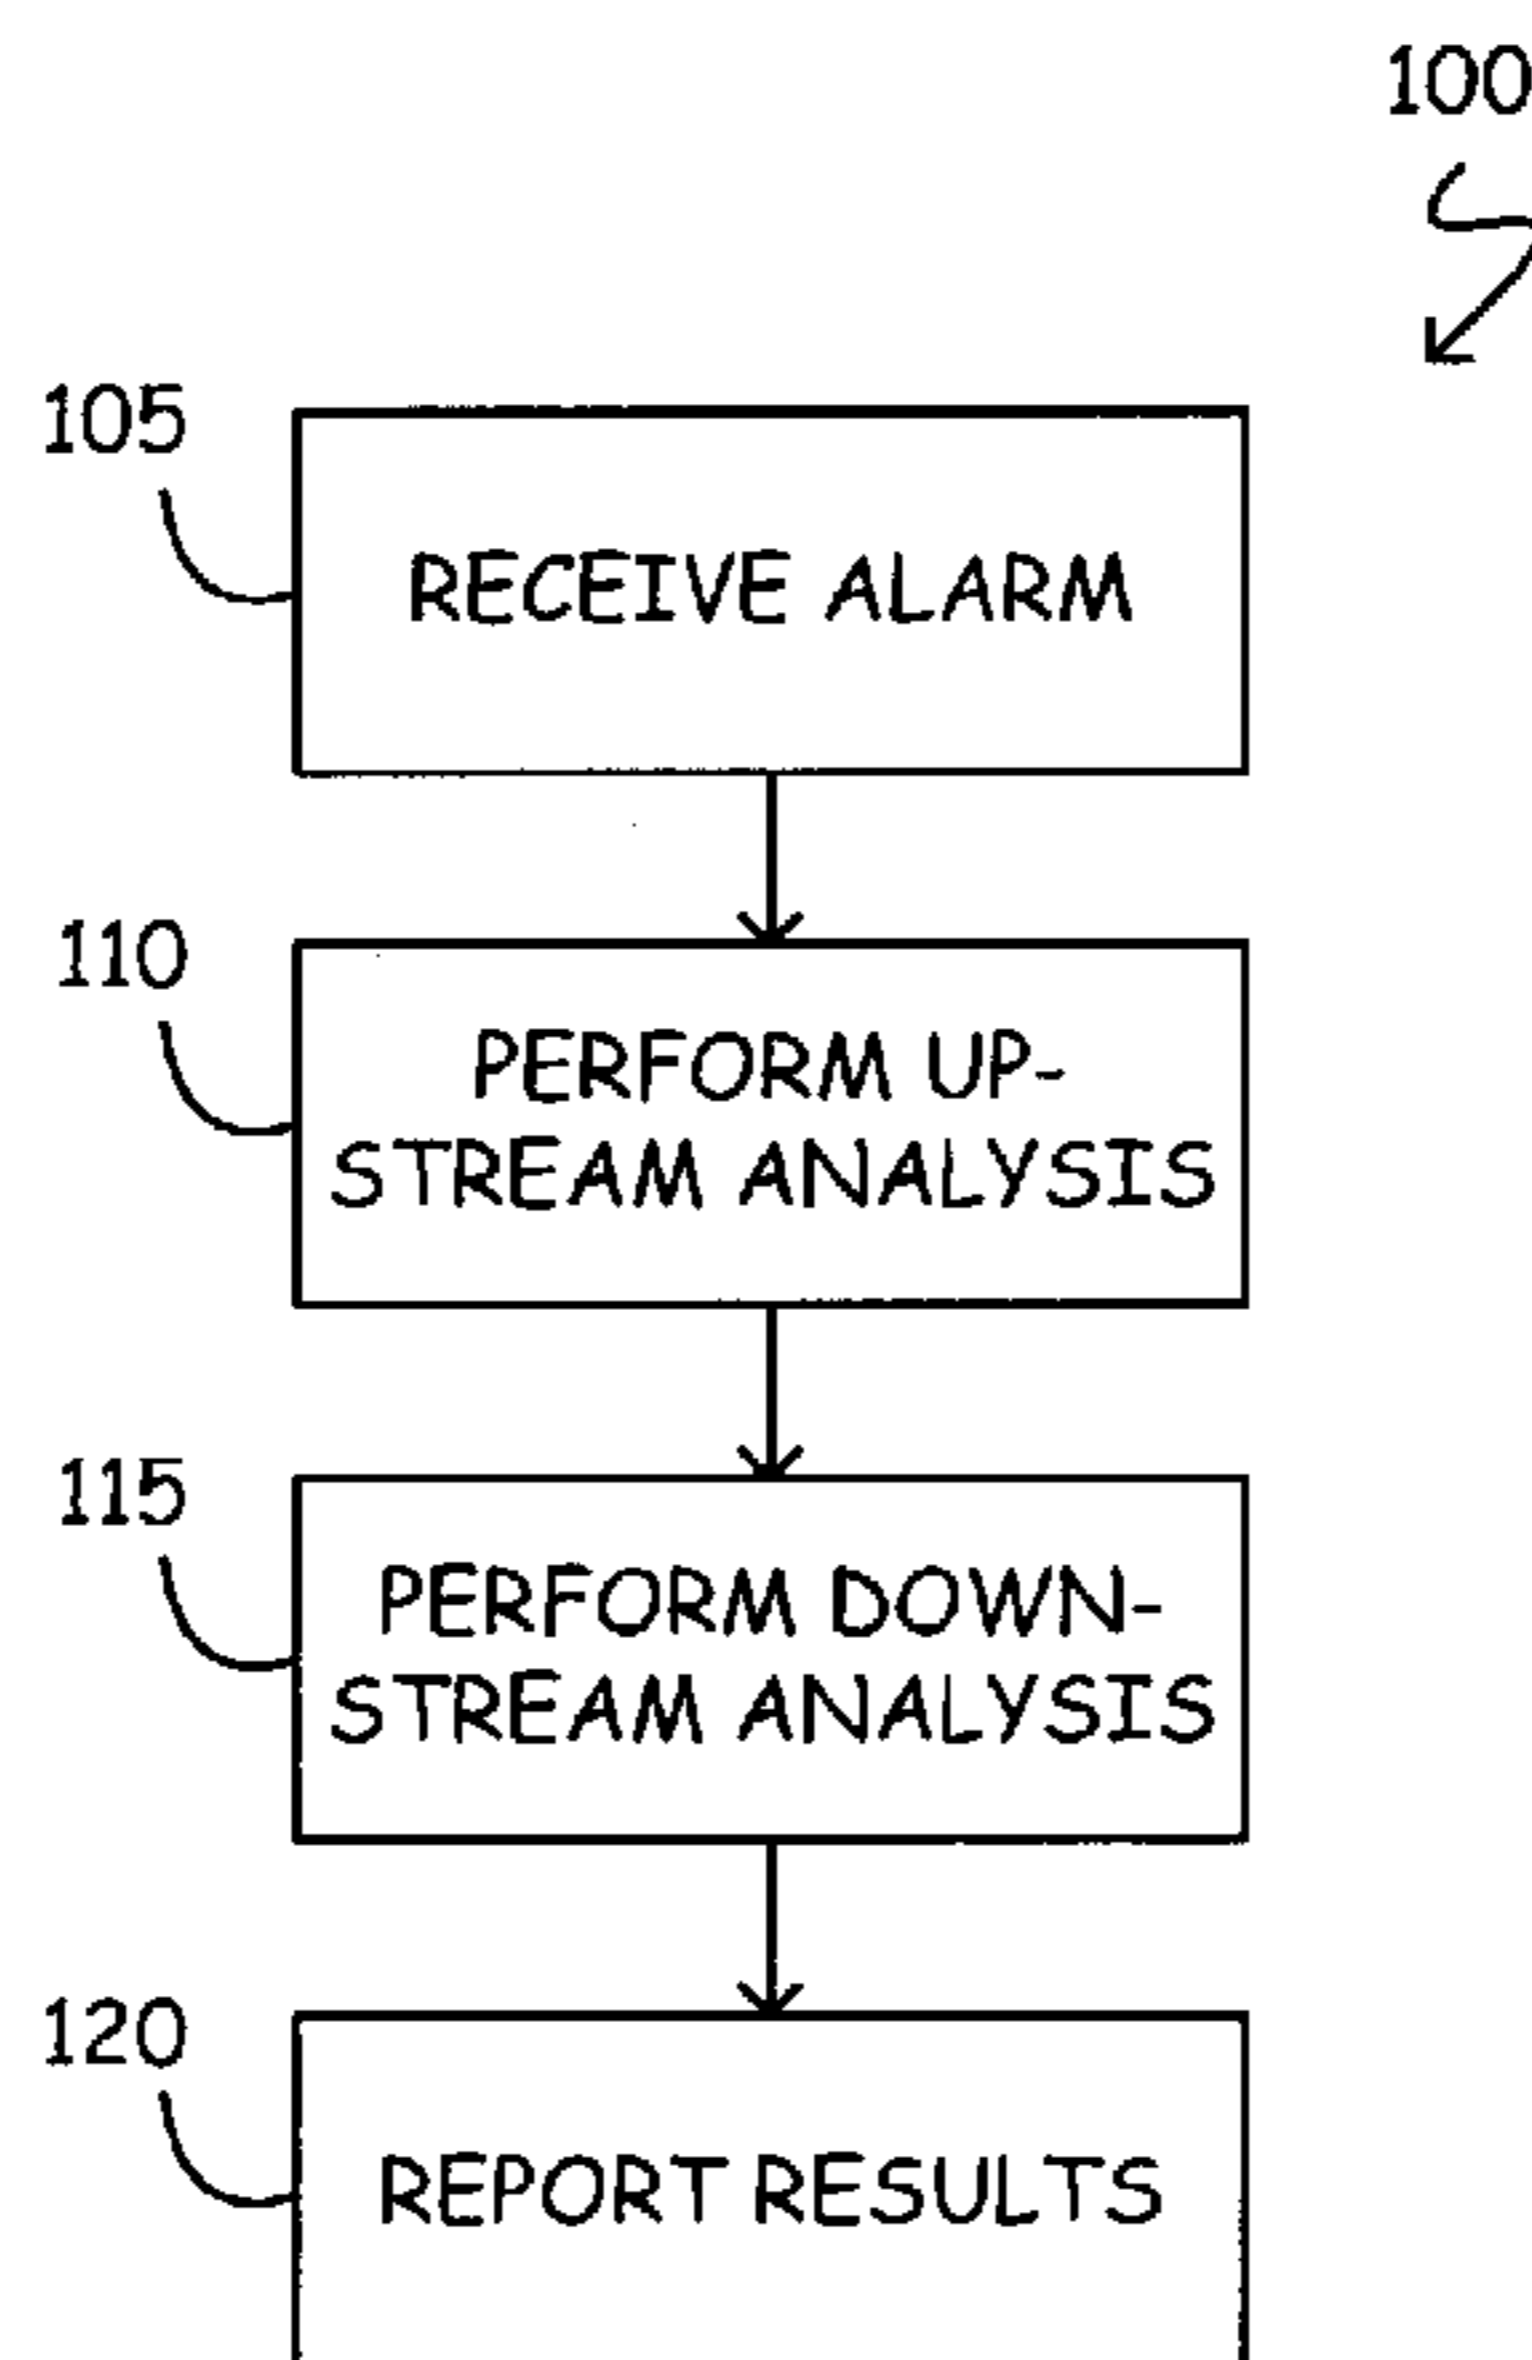 100
105
RECEIVE ALARM
110
PERFORM UP-
STREAM ANALYSIS
115
PERFORM DOWN-
STREAM ANALYSIS
120
REPORT RESULTS